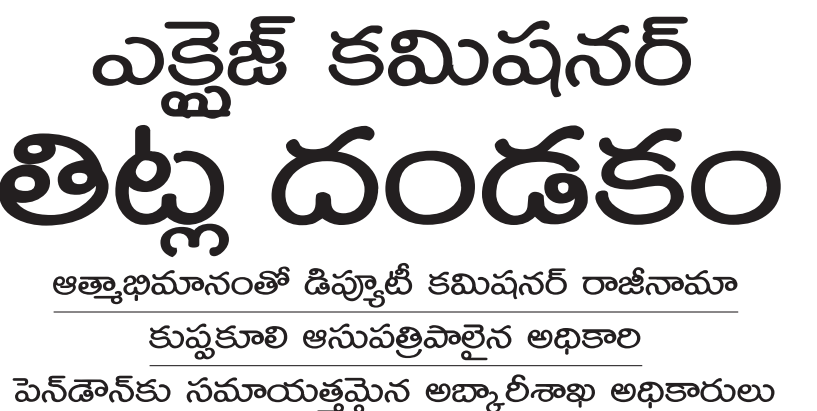 ఎక్సైజ్ కమిషనర్
తిట్ల దండకం
ఆత్మాభిమానంతో డిప్యూటీ కమిషనర్ రాజీనామా
కుప్పకూలి ఆసుపత్రిపాలైన అధికారి
పెన్‌డౌన్‌కు సమాయత్తమైన అబ్కారీశాఖ అధికారులు